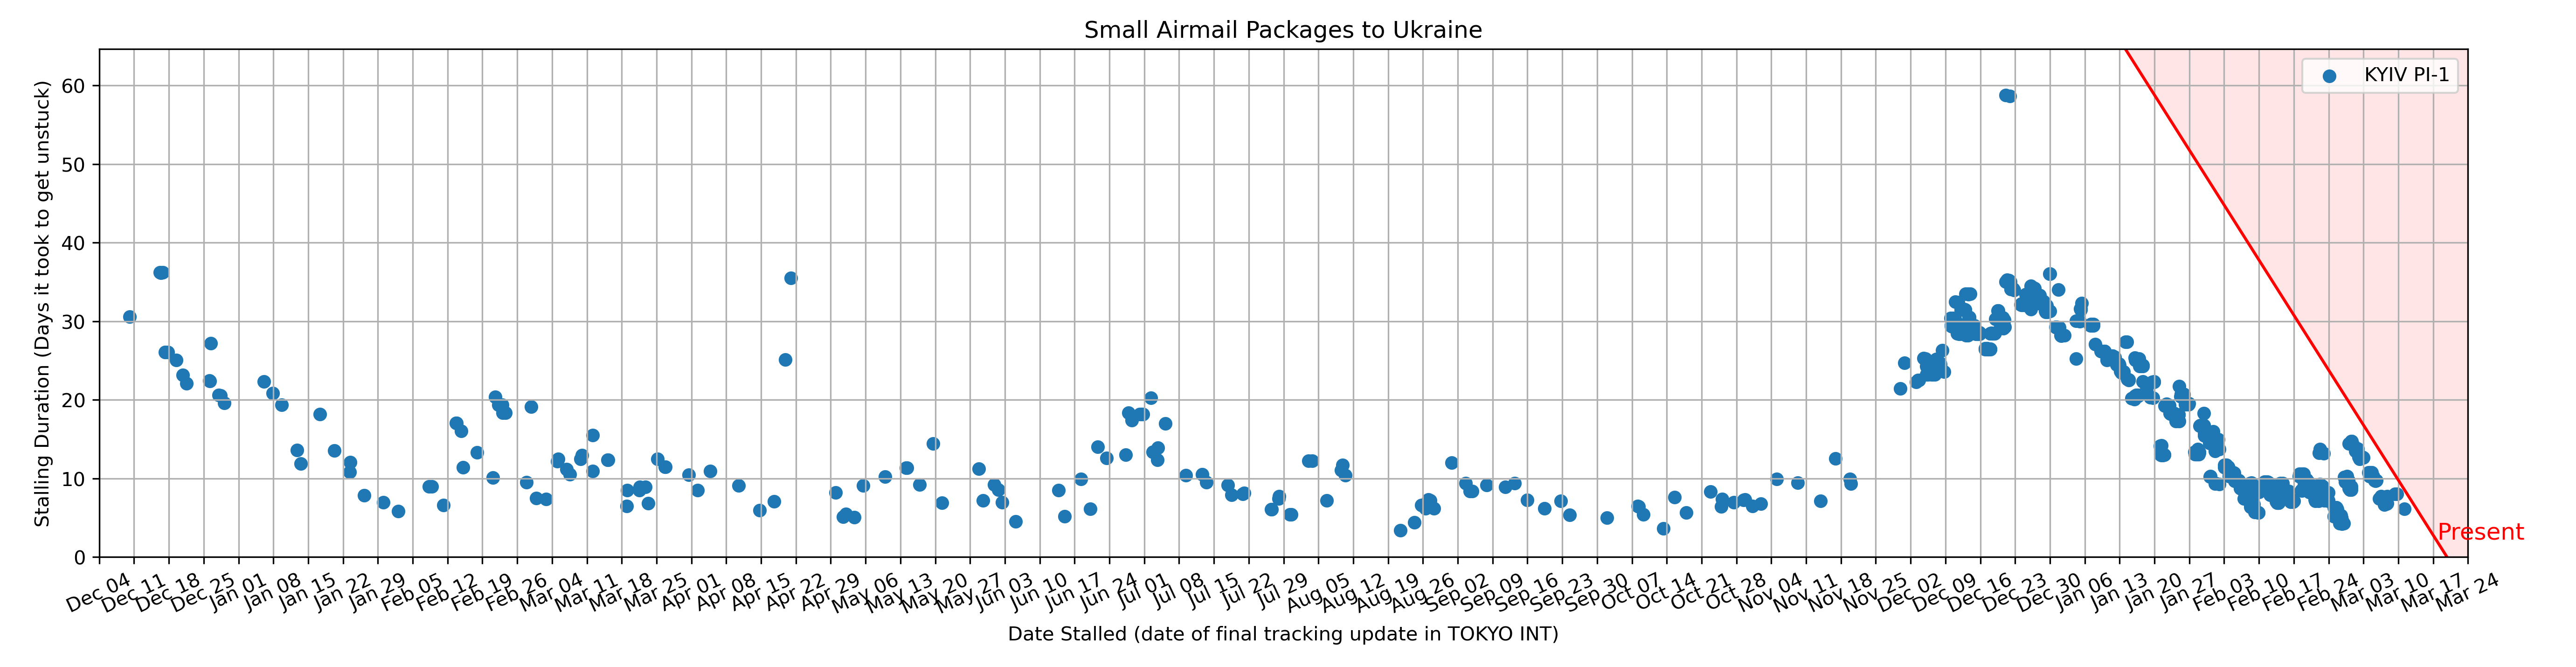 Small Airmail Packages to Ukraine
KYIV PI-1
60
50
40
30
20
10
0
Stalling Duration (Days it took to get unstuck)
Present
Dec 04
Dec 11
Dec 18
Dec 25
Jan 01
Jan 08
Jan 15
Jan 22
Jan 29
Feb 05
Feb 12
Feb 19
Feb 26
Mar 04
Mar 11
Mar 18
Mar 25
Apr 01
Apr 08
Apr 15
Apr 22
Apr 29
May 06
May 13
May 20
May 27
Jun 03
Jun 10
Jun 17
Jun 24
Jul 01
Jul 08
Jul 15
Jul 22
Jul 29
Aug 05
Aug 12
Aug 19
Aug 26
Sep 02
Sep 09
Sep 16
Sep 23
Sep 30
Oct 07
Oct 14
Oct 21
Oct 28
Nov 04
Nov 11
Nov 18
Nov 25
Dec 02
Dec 09
Dec 16
Dec 23
Dec 30
Jan 06
Jan 13
Jan 20
Jan 27
Feb 03
Feb 10
Feb 17
Feb 24
Mar 03
Mar 10
Mar 17
Mar 24
Date Stalled (date of final tracking update in TOKYO INT)